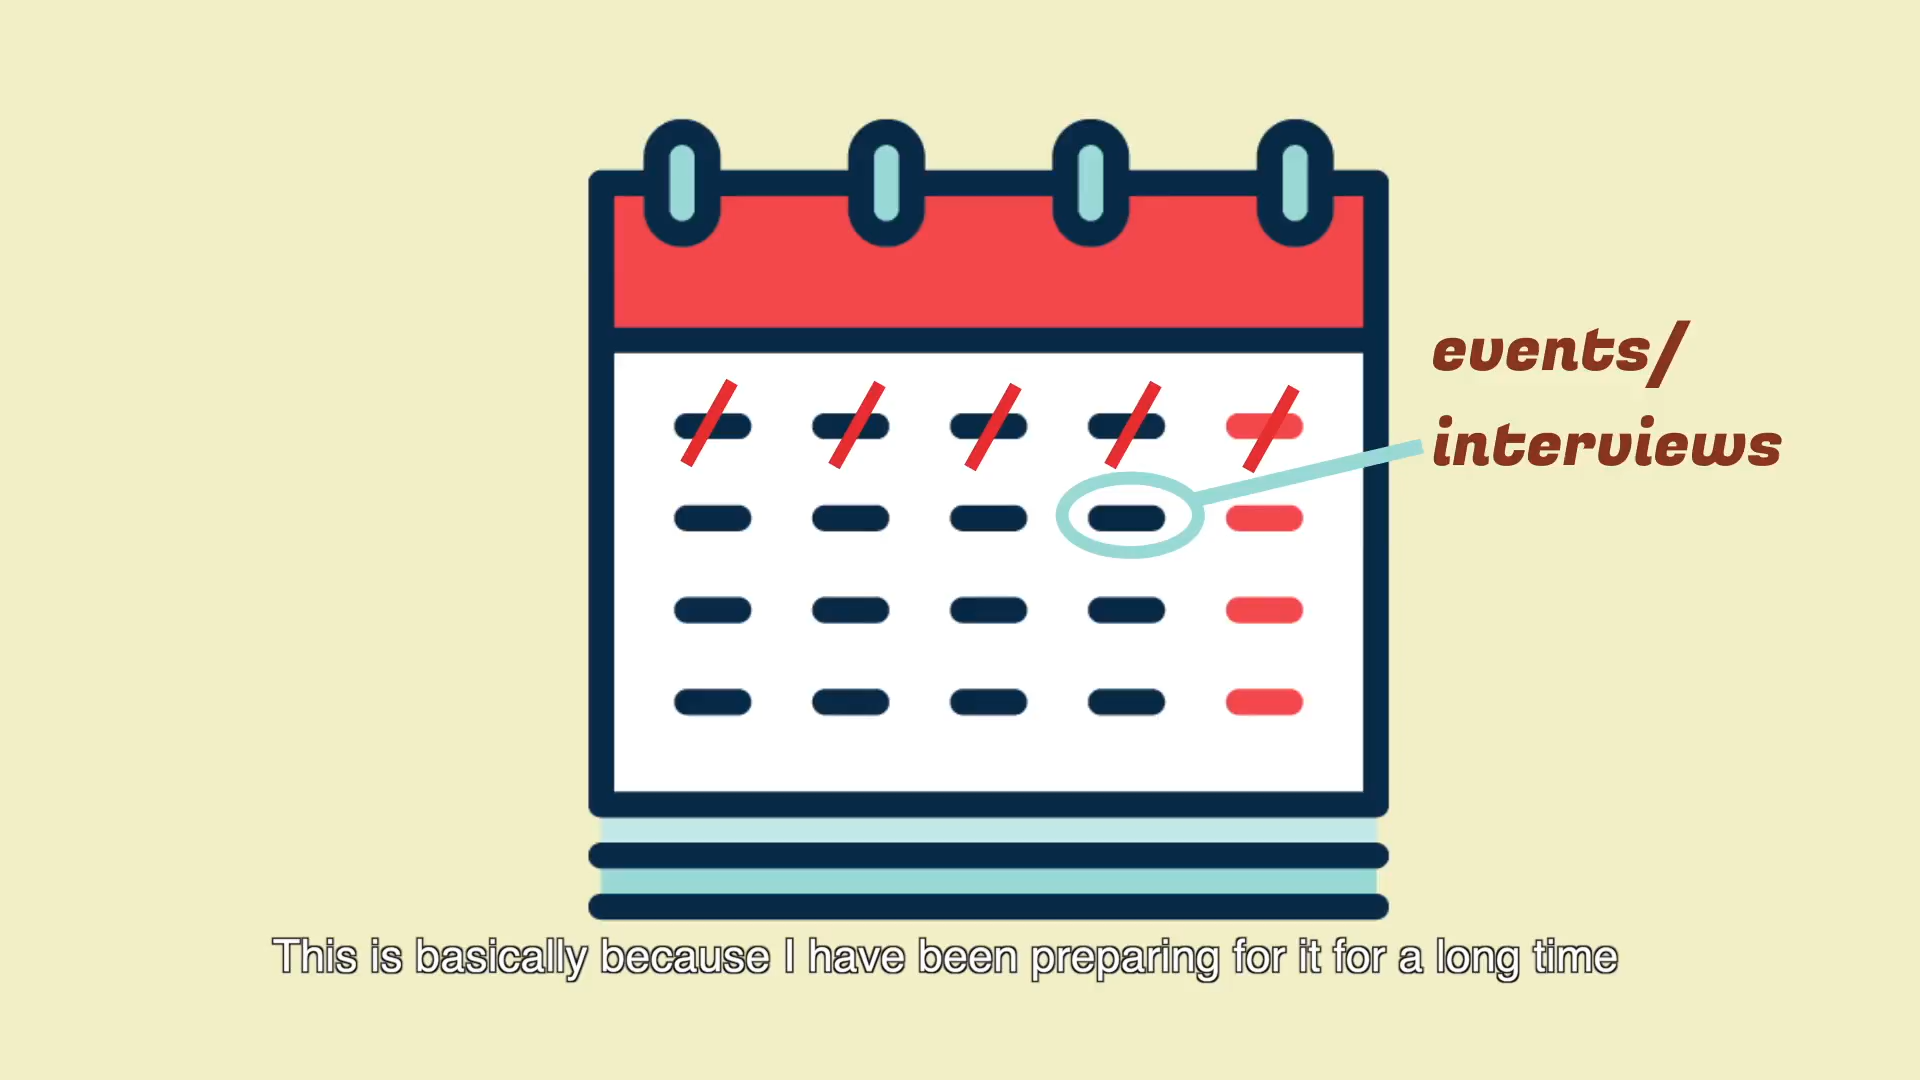 events/
interviews
This is basically because I have been preparing for it for a long time